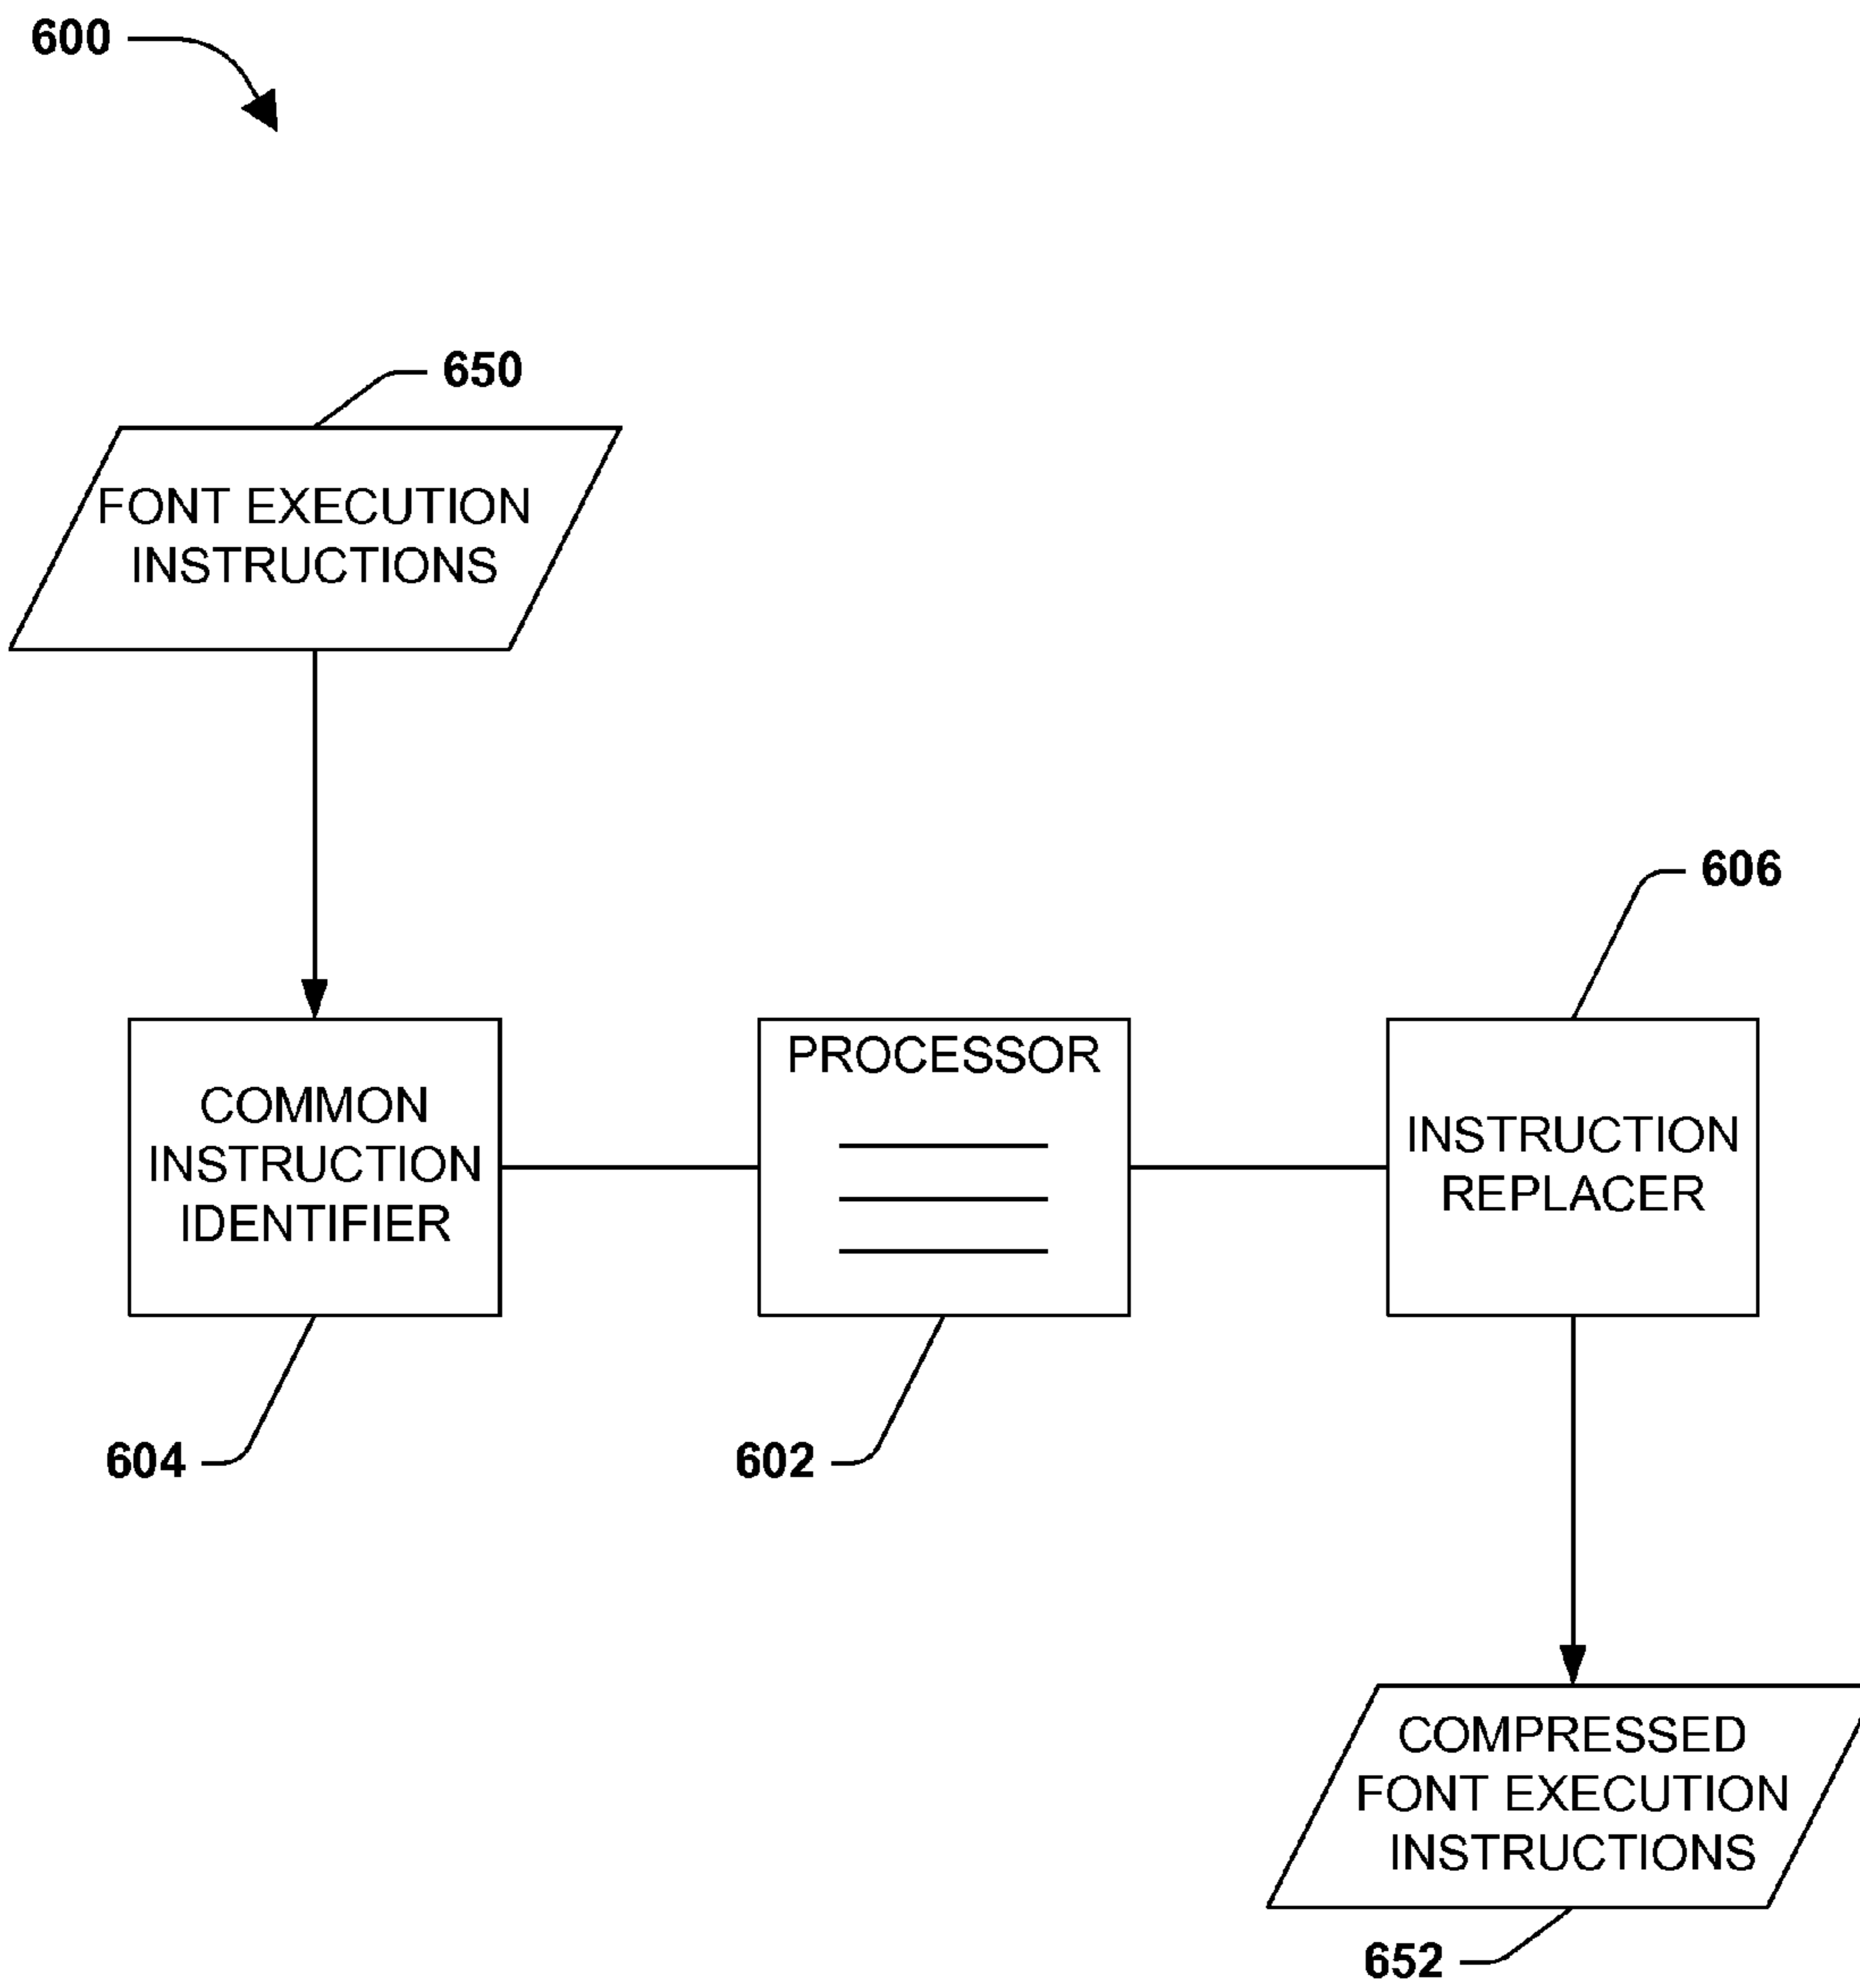 600
650
FONT EXECUTION
INSTRUCTIONS
606
COMMON
INSTRUCTION
IDENTIFIER
PROCESSOR
INSTRUCTION
REPLACER
604
602
COMPRESSED
FONT EXECUTION
INSTRUCTIONS
652